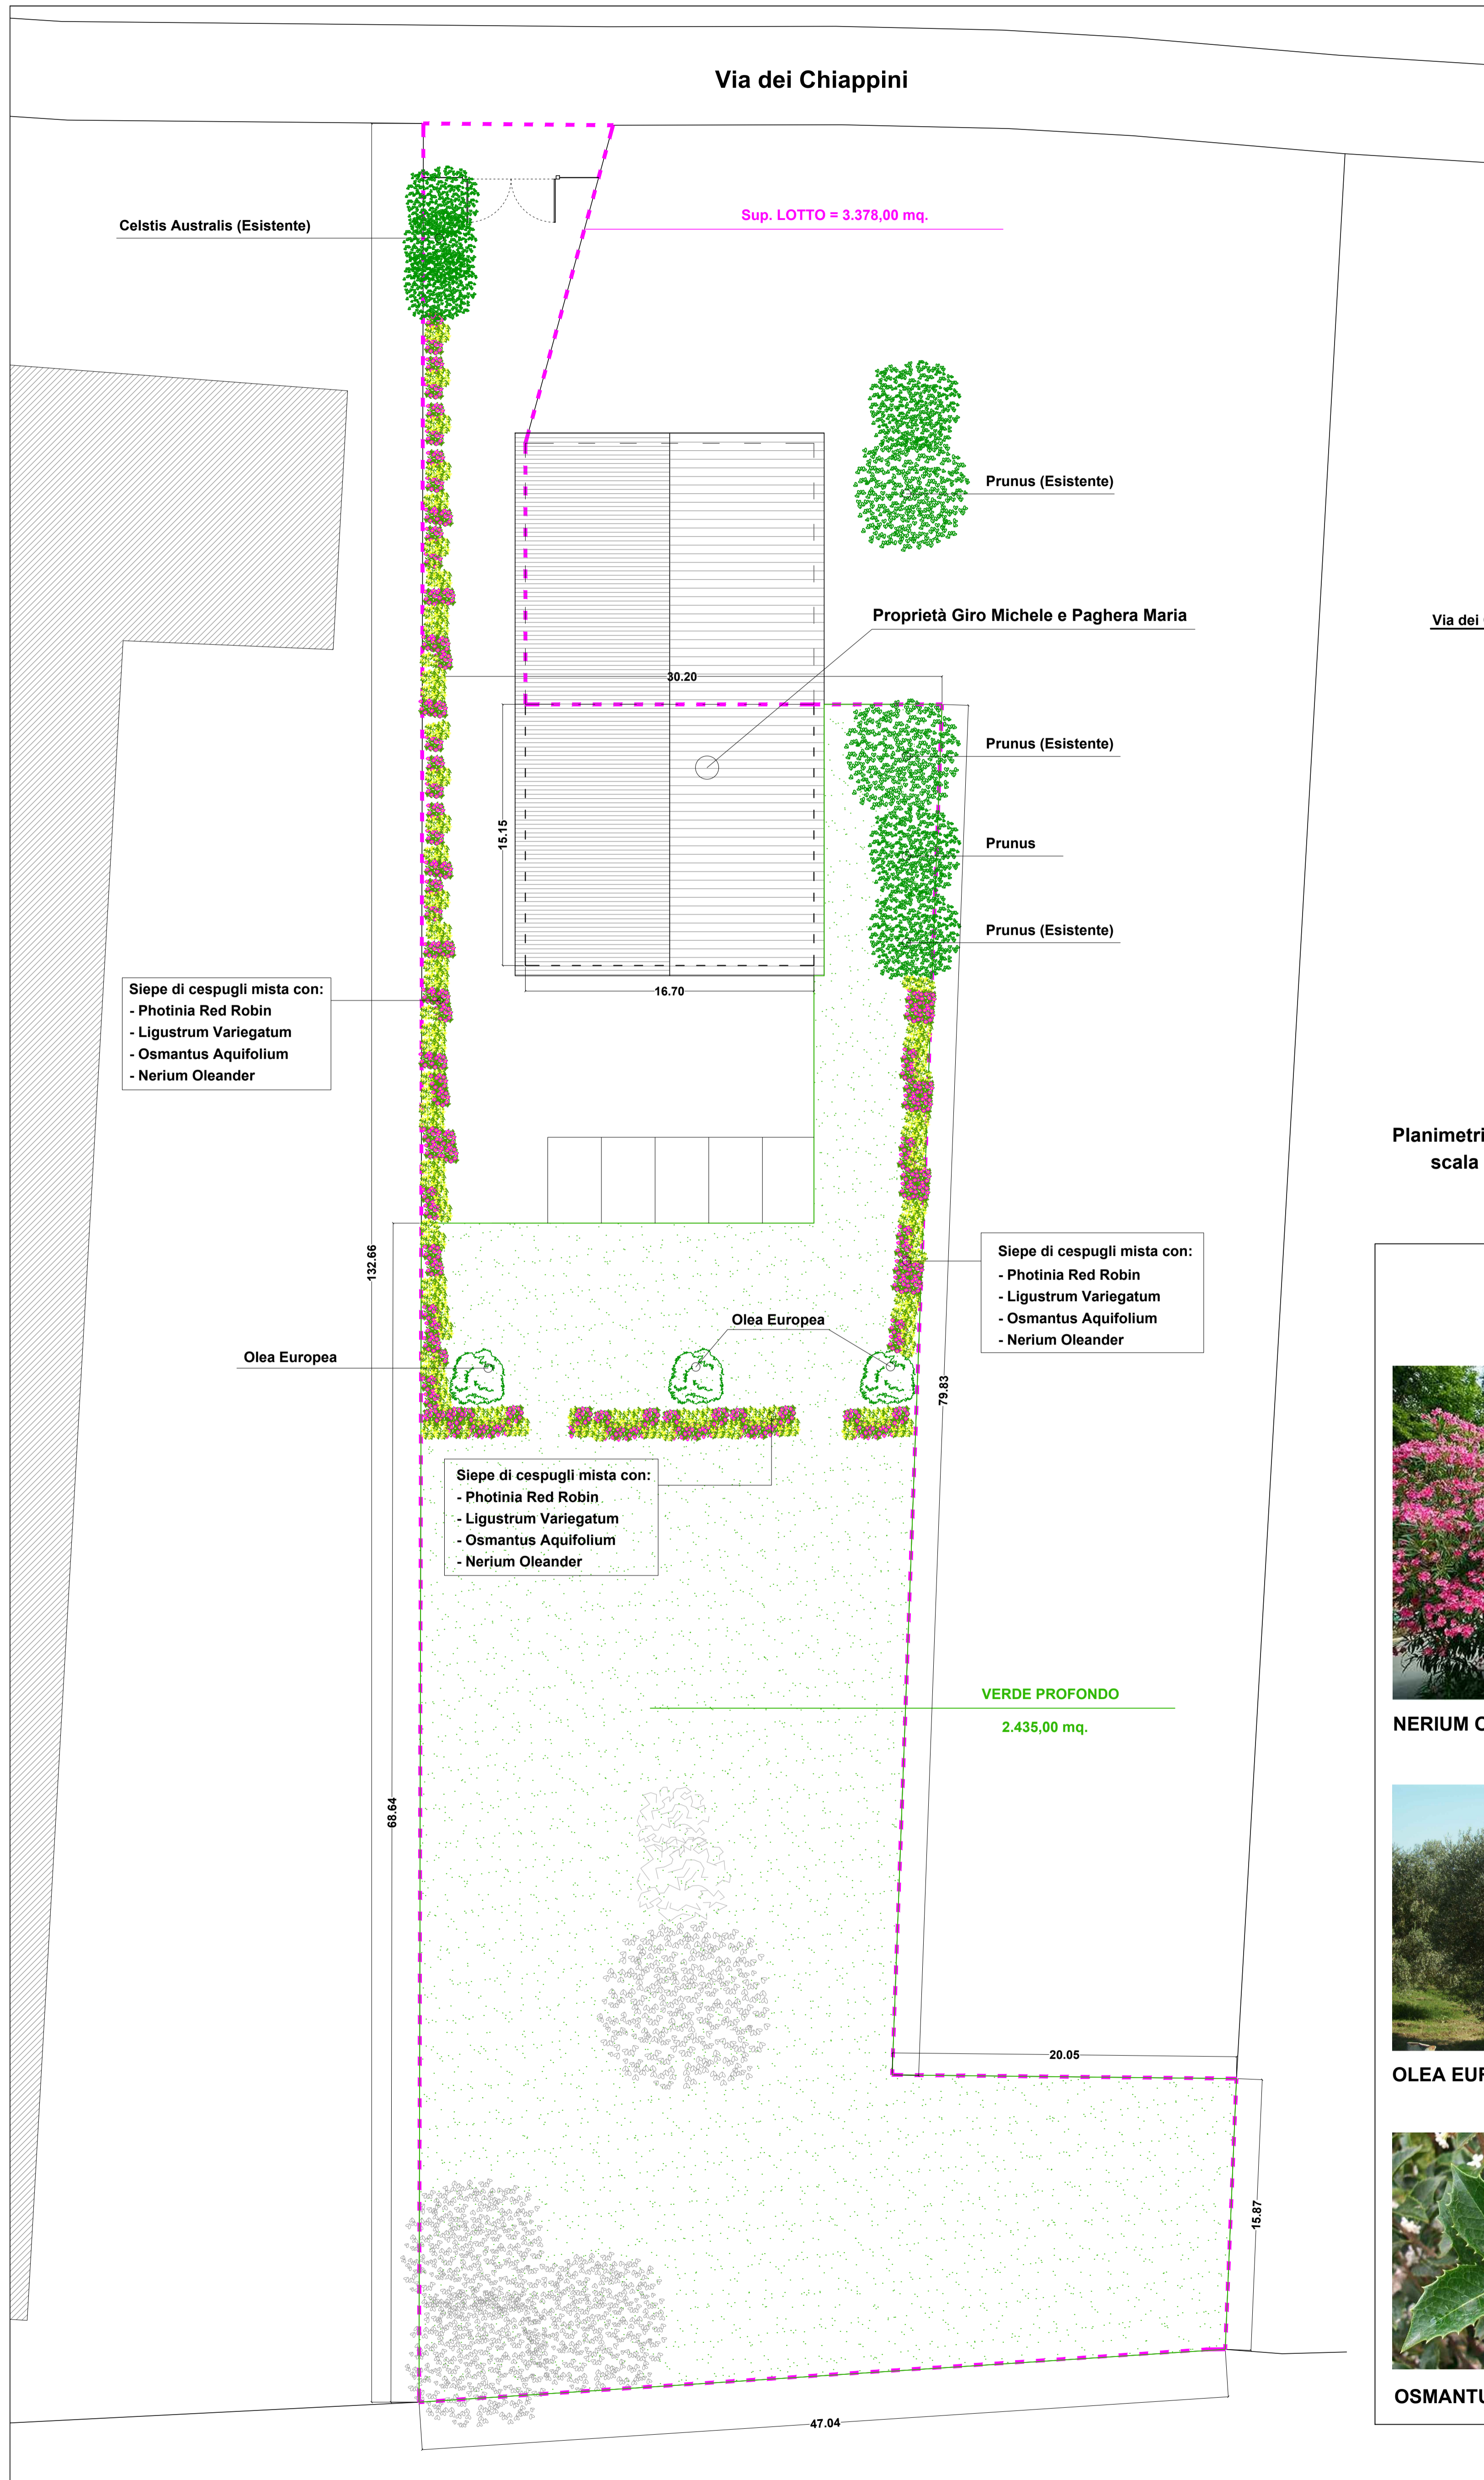 Via dei Chiappini
Celstis Australis (Esistente)
Sup. LOTTO = 3.378,00 mq.
Prunus (Esistente)
Proprietà Giro Michele e Paghera Maria
Via dei
30.20
Prunus (Esistente)
15.15
Prunus
Prunus (Esistente)
16.70
Siepe di cespugli mista con:
- Photinia Red Robin
- Ligustrum Variegatum
- Osmantus Aquifolium
- Nerium Oleander
Planimetri
scala
132.66
Siepe di cespugli mista con:
- Photinia Red Robin
- Ligustrum Variegatum
- Osmantus Aquifolium
- Nerium Oleander
Olea Europea
Olea Europea
79.83
Siepe di cespugli mista con:
- Photinia Red Robin
- Ligustrum Variegatum
- Osmantus Aquifolium
- Nerium Oleander
VERDE PROFONDO
2.435,00 mq.
NERIUM O
68.64
20.05
OLEA EUR
15.87
OSMANTU
47.04